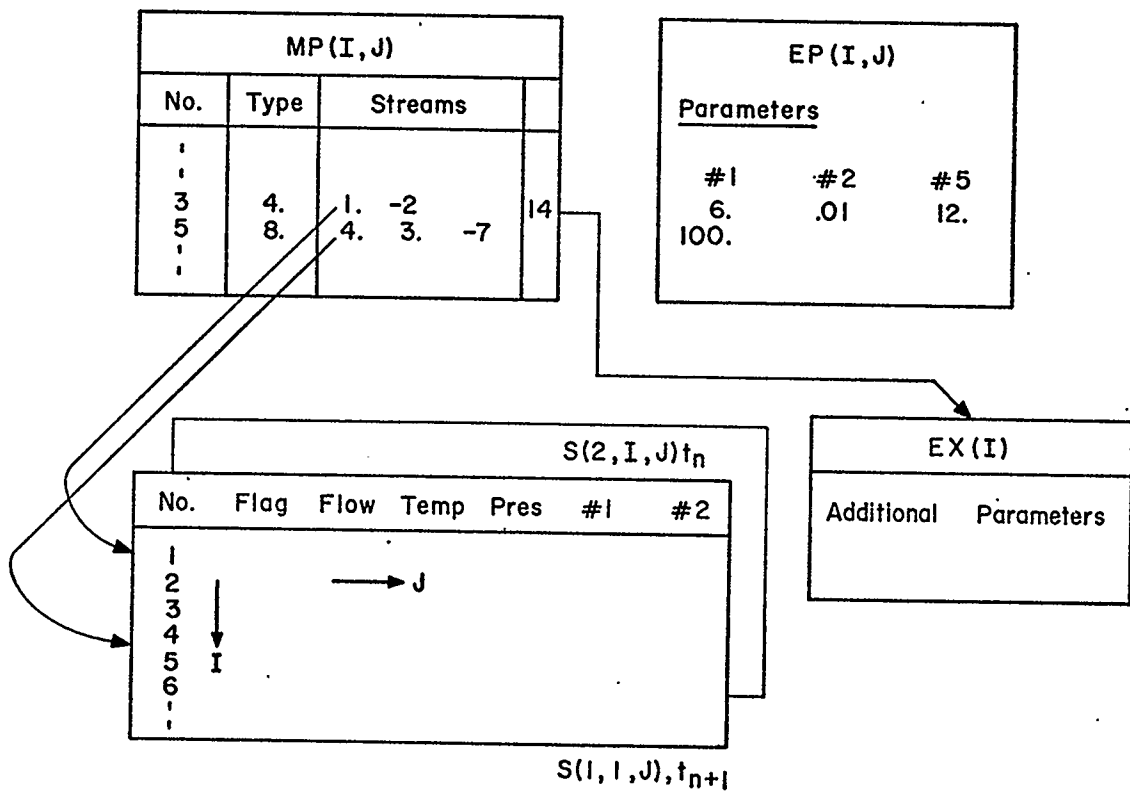 MP(I,J)
No. Type Streams
3 4. 1. -2 14
5 8. 4. 3. -7
EP(I,J)
Parameters
#1 #2 #5
6. .01 12.
100.
EX(I)
Additional Parameters
S(2,I,J)tn
No. Flag Flow Temp Pres #1 #2
1
2 J
3
4
5 I
6
S(1,1,J),tn+1